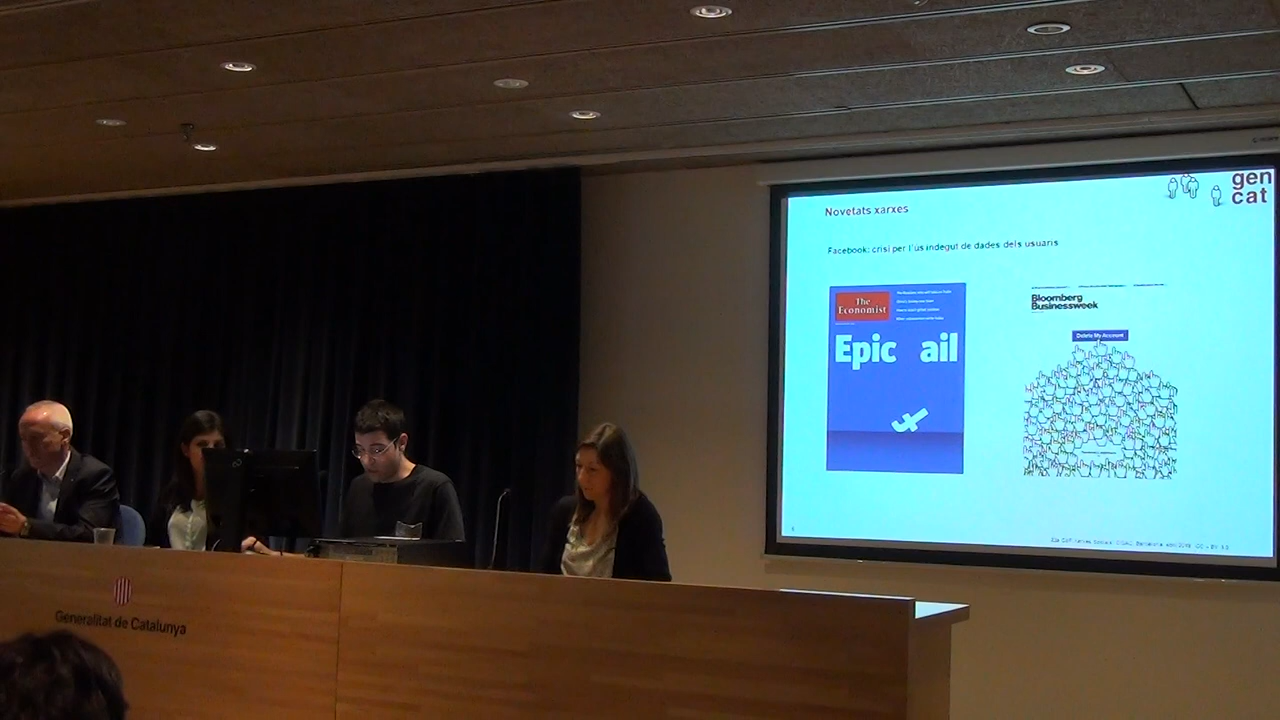 gen
cat
Novetats xarxes
Facebook: crisi per l'ús indegut de dades dels usuaris
The
Economist
Epic ail
Bloomberg
Businessweek
Delete My Account
Generalitat de Catalunya